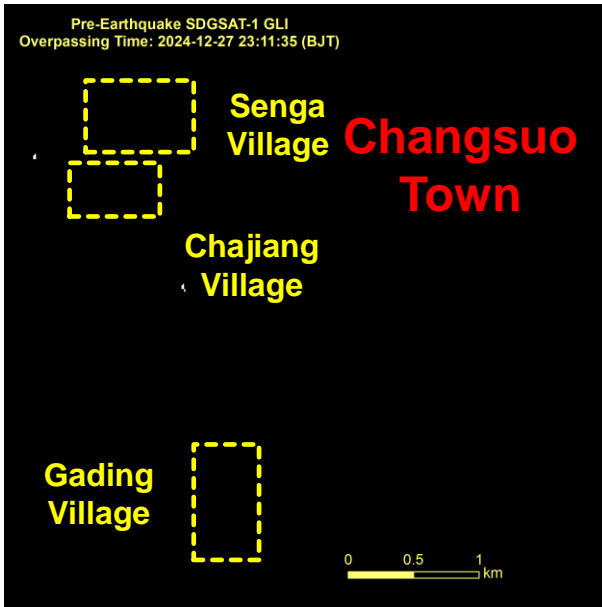 Pre-Earthquake SDGSAT-1 GLI
Overpassing Time: 2024-12-27 23:11:35 (BJT)
Senga
Village
Changsuo
Town
Chajiang
Village
Gading
Village
0 0.5 1
km